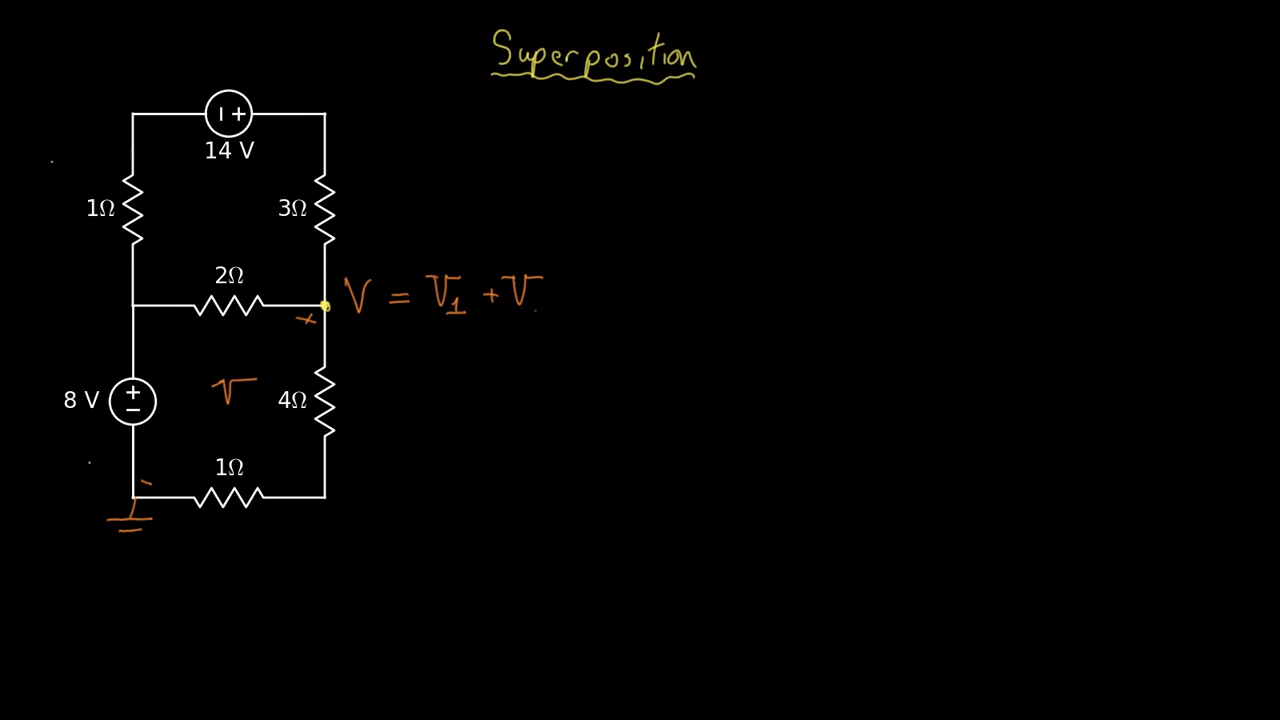 Superposition
14 V
1Ω
3Ω
2Ω
V = V1 + V
+
8 V
V
4Ω
1Ω
-